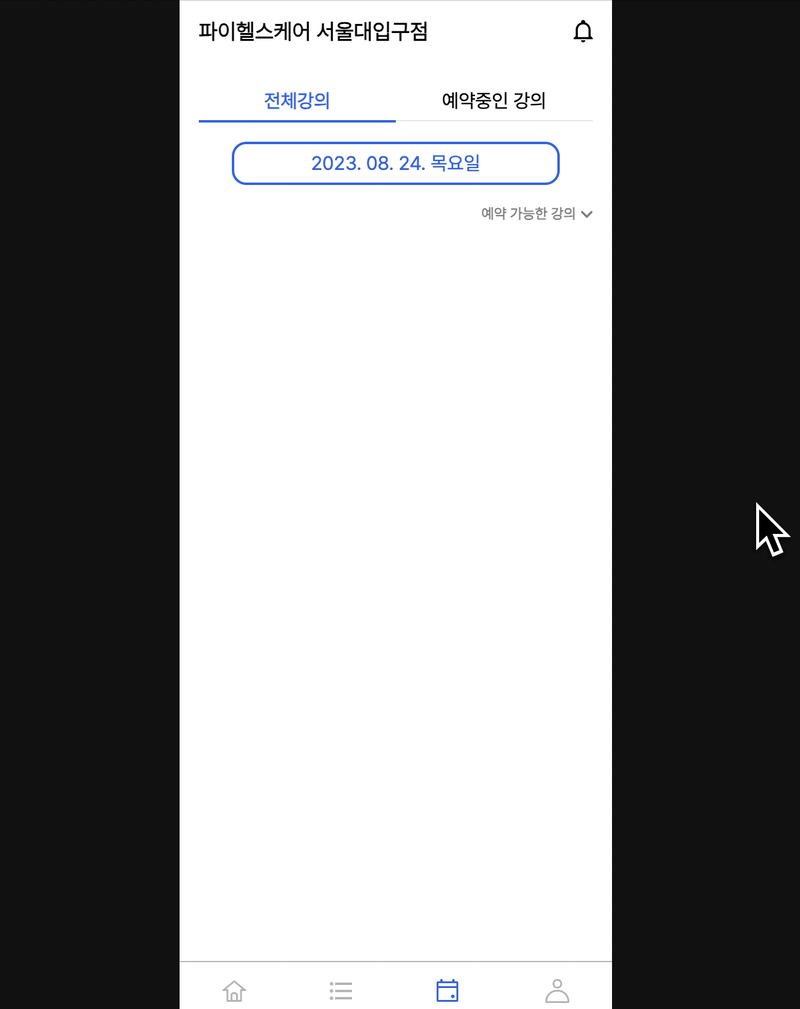 파이헬스케어 서울대입구점
전체강의 예약중인 강의
2023. 08. 24. 목요일
예약 가능한 강의